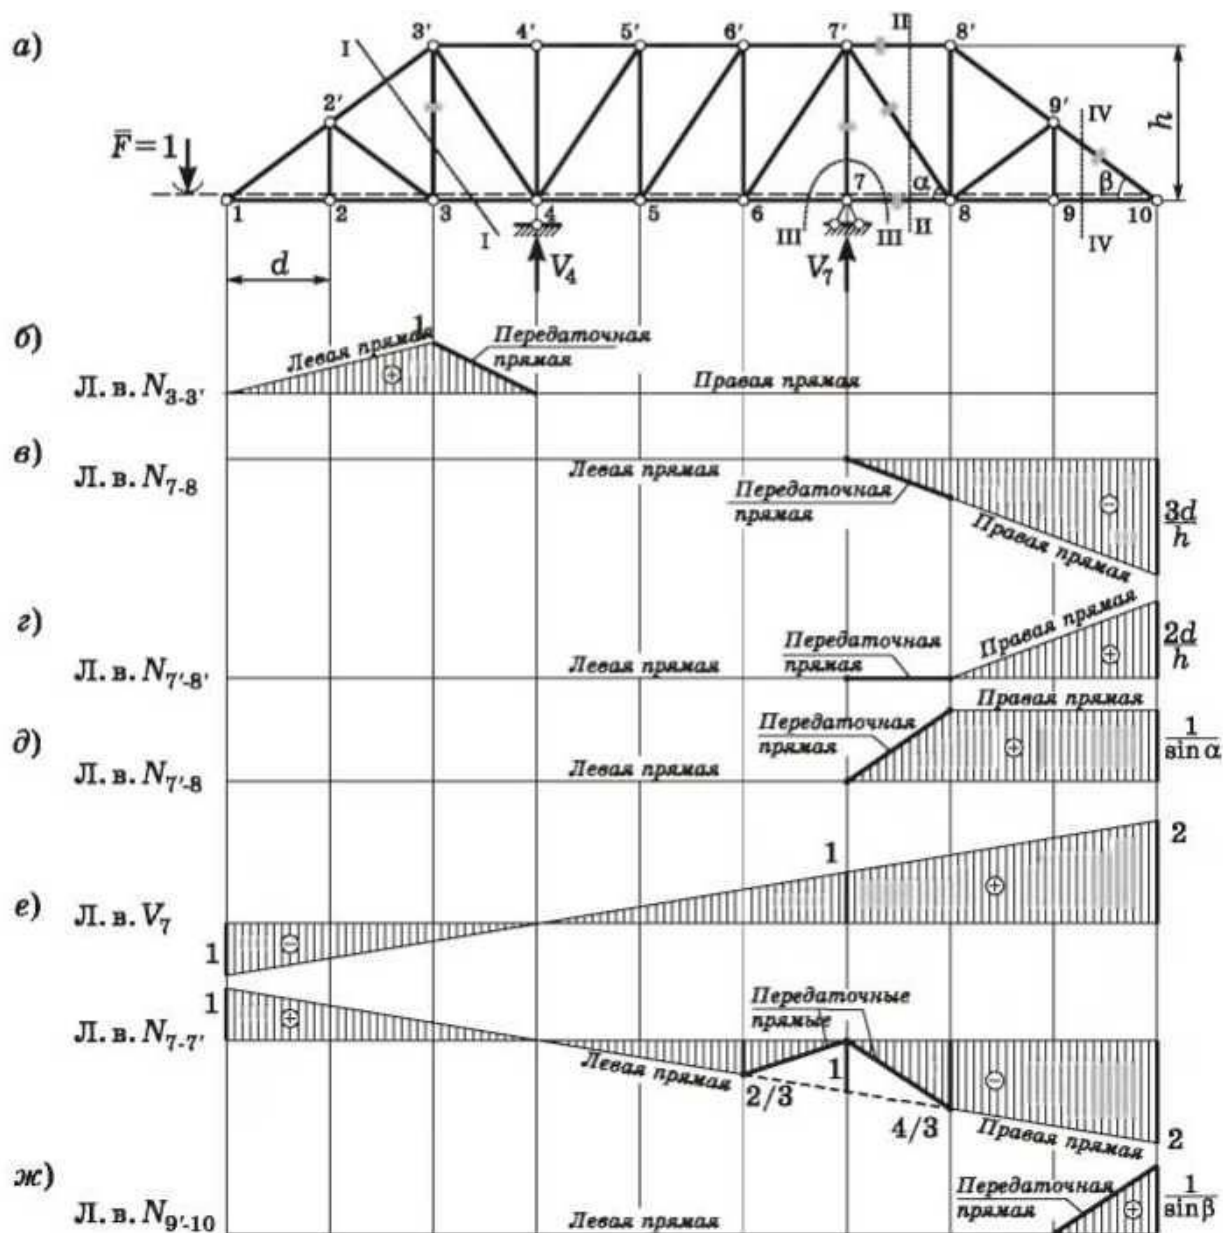 а)
I
3'
4'
5'
6'
7'
II
8'
2'
9'
IV
h
F̄=1
α
β
1
2
3
4
5
6
7
8
9
10
I
III
III
II
IV
d
V₄
V₇
б)
1
Левая прямая
Передаточная
прямая
Правая прямая
+
Л. в. N₃₋₃'
в)
Л. в. N₇₋₈
Левая прямая
Передаточная
прямая
Правая прямая
−
3d
h
г)
Л. в. N₇'₋₈'
Левая прямая
Передаточная
прямая
Правая прямая
+
2d
h
д)
Л. в. N₇'₋₈
Левая прямая
Передаточная
прямая
Правая прямая
+
1
sin α
е)
Л. в. V₇
1
−
1
+
2
1
+
Л. в. N₇₋₇'
Левая прямая
Передаточные
прямые
2/3
1
4/3
−
Правая прямая
2
ж)
Л. в. N₉'₋₁₀
Левая прямая
Передаточная
прямая
+
1
sin β